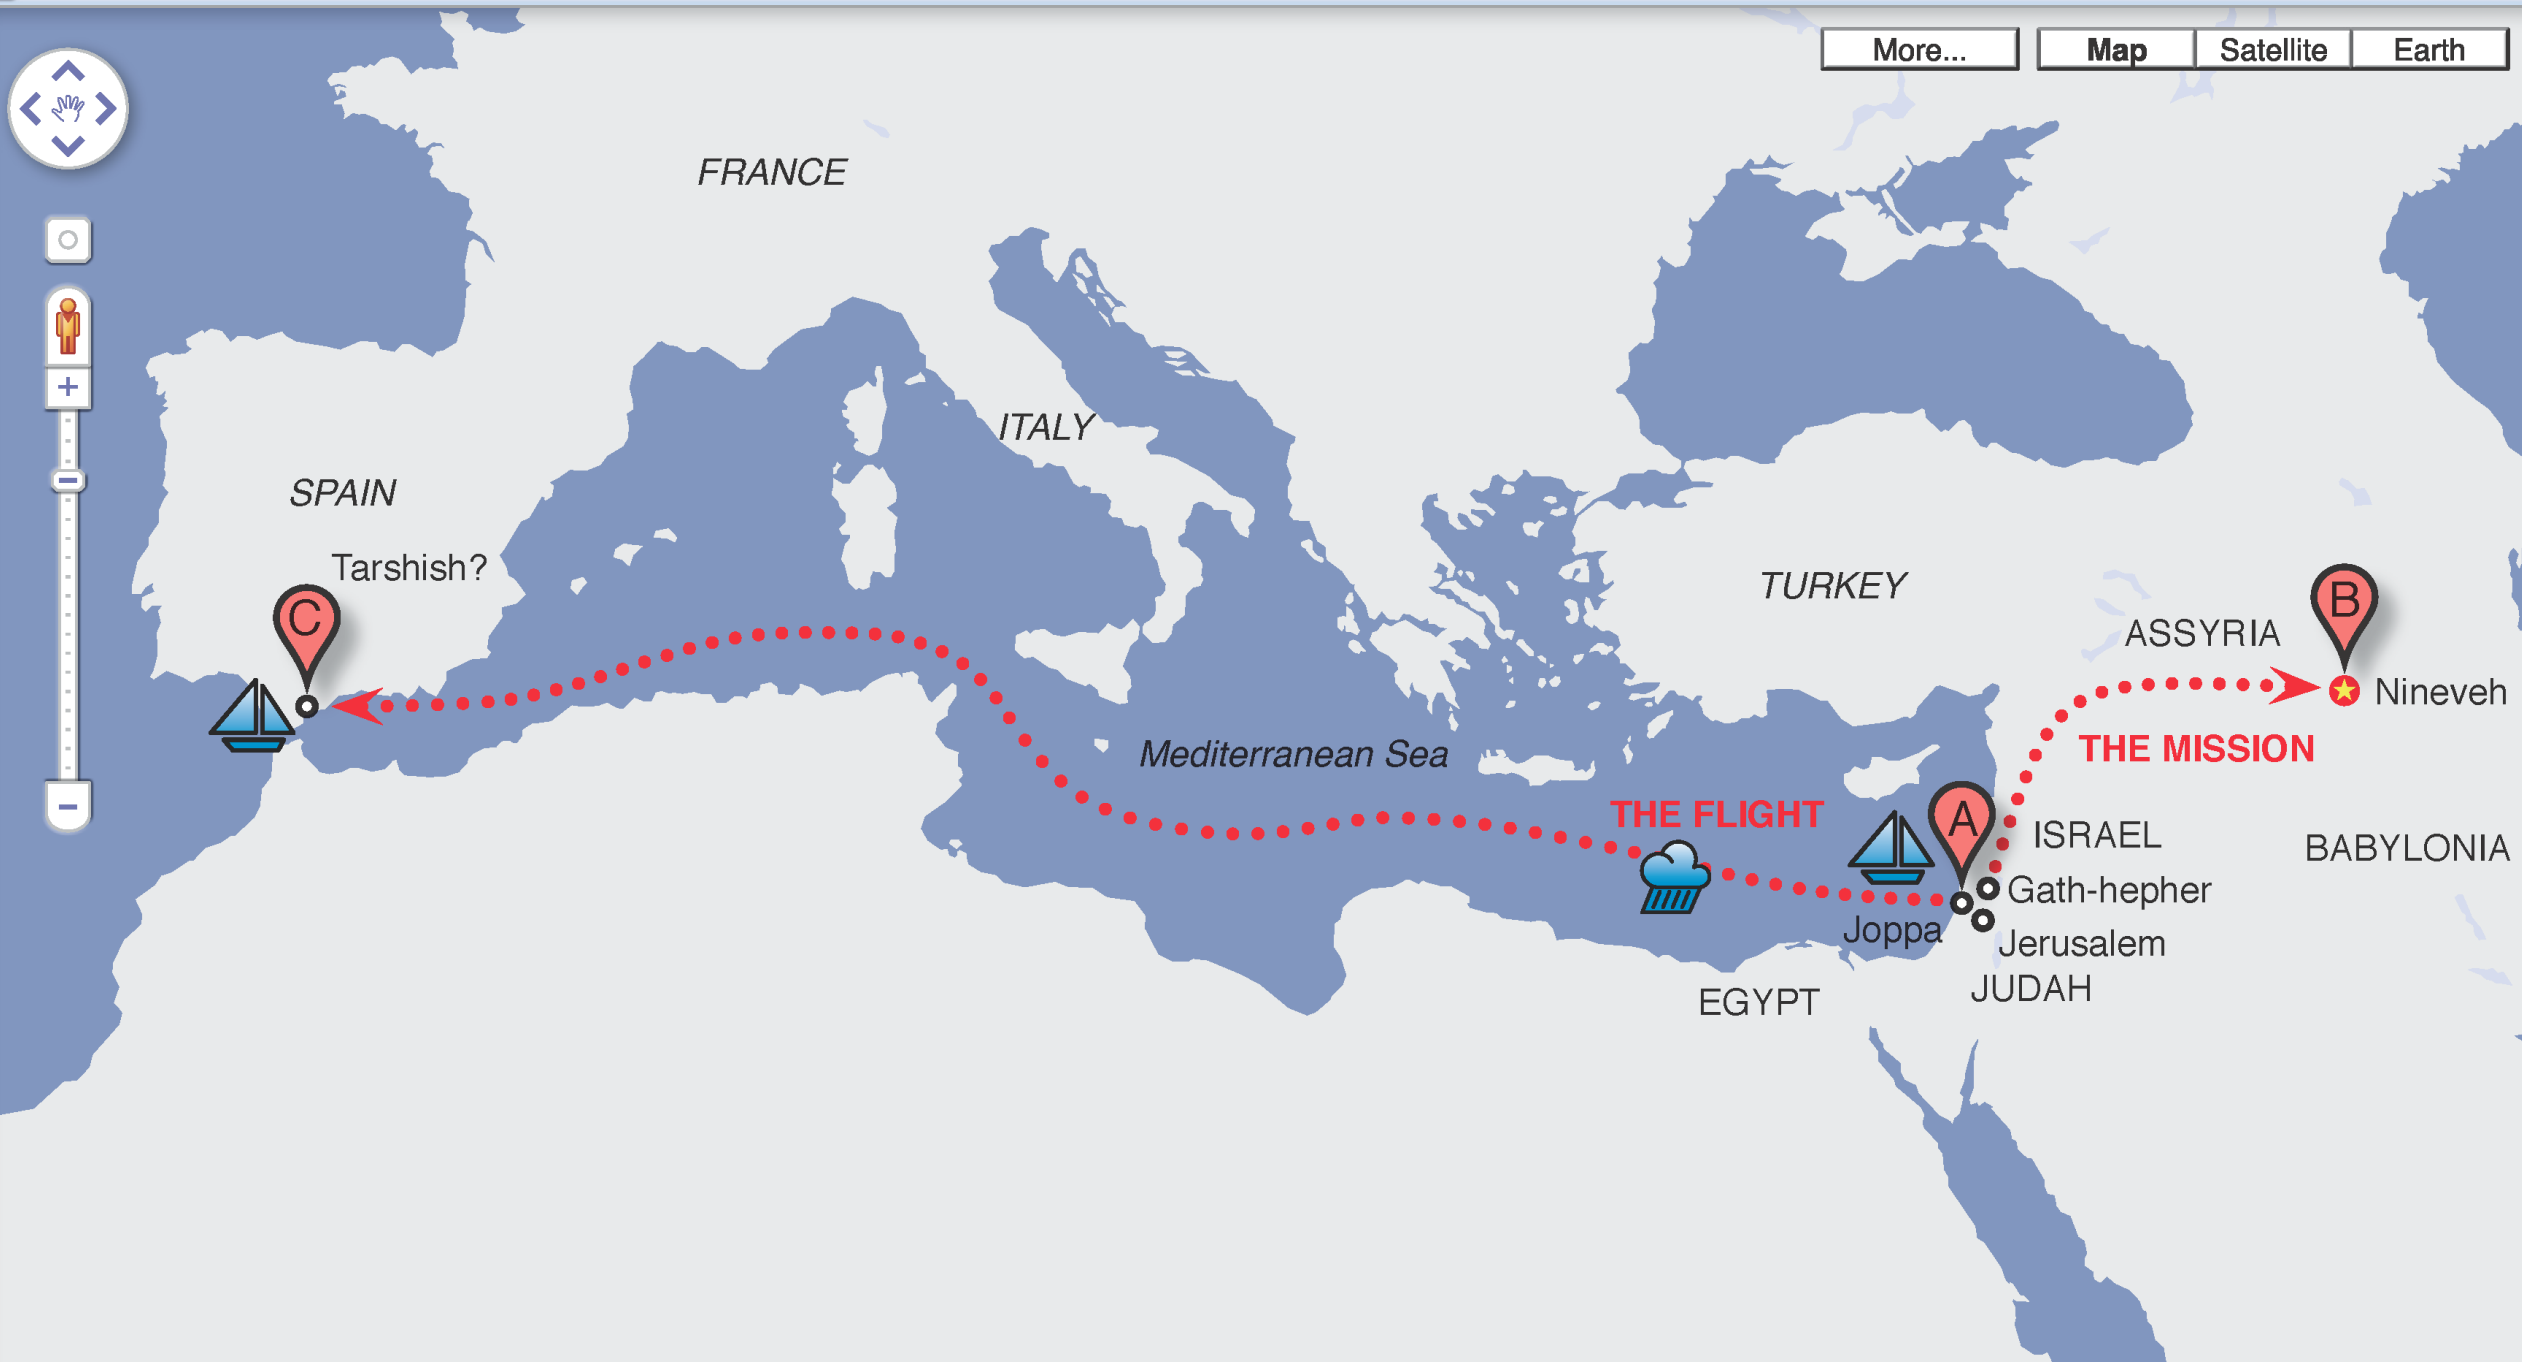 More...
Map
Satellite
Earth
FRANCE
ITALY
SPAIN
Tarshish?
C
TURKEY
B
ASSYRIA
Nineveh
THE MISSION
Mediterranean Sea
THE FLIGHT
A
ISRAEL
BABYLONIA
Gath-hepher
Joppa
Jerusalem
JUDAH
EGYPT